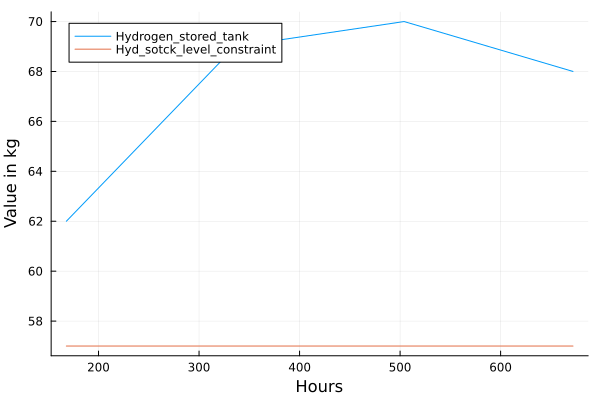 Hydrogen_stored_tank
Hyd_sotck_level_constraint
70
68
66
64
62
60
58
Value in kg
200 300 400 500 600
Hours